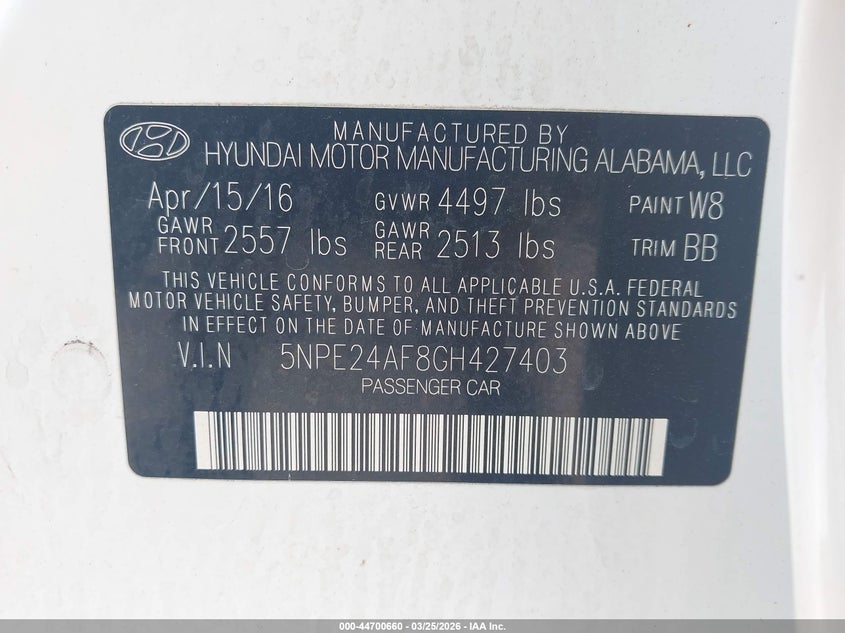 MANUFACTURED BY
HYUNDAI MOTOR MANUFACTURING ALABAMA, LLC
Apr/15/16 GVWR 4497 lbs PAINT W8
GAWR FRONT 2557 lbs GAWR REAR 2513 lbs TRIM BB
THIS VEHICLE CONFORMS TO ALL APPLICABLE U.S.A. FEDERAL
MOTOR VEHICLE SAFETY, BUMPER, AND THEFT PREVENTION STANDARDS
IN EFFECT ON THE DATE OF MANUFACTURE SHOWN ABOVE
V.I.N 5NPE24AF8GH427403
PASSENGER CAR
000-44700660 - 03/25/2026 - IAA Inc.